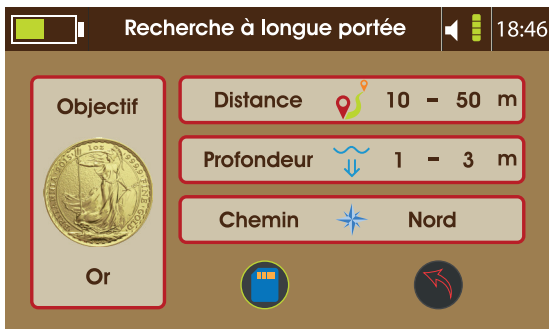 Recherche à longue portée
18:46
Objectif
Or
Distance 10 - 50 m
Profondeur 1 - 3 m
Chemin Nord